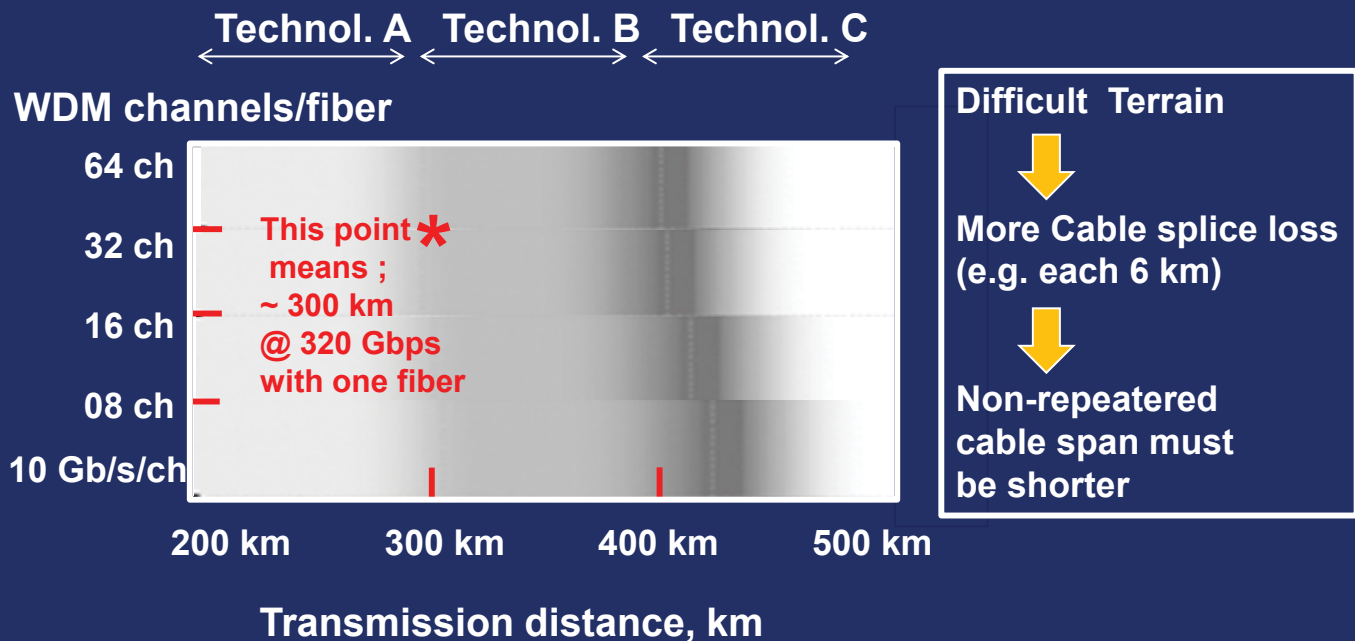 Technol. A Technol. B Technol. C
WDM channels/fiber
64 ch
32 ch
16 ch
08 ch
10 Gb/s/ch
This point *
means ;
~ 300 km
@ 320 Gbps
with one fiber
200 km 300 km 400 km 500 km
Transmission distance, km
Difficult Terrain
More Cable splice loss
(e.g. each 6 km)
Non-repeatered
cable span must
be shorter